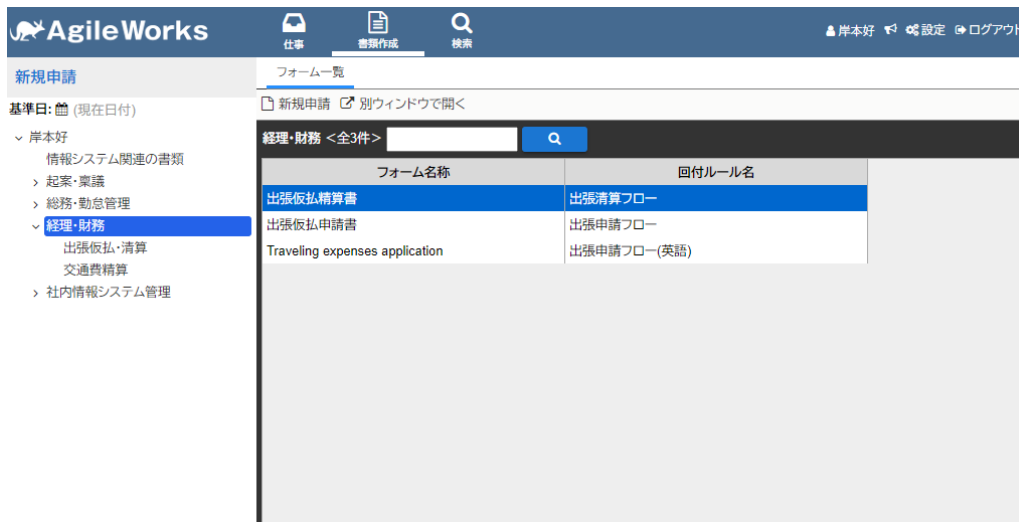 AgileWorks
仕事
書類作成
検索
岸本好 設定 ログアウト
新規申請
フォーム一覧
基準日: (現在日付)
新規申請 別ウィンドウで開く
岸本好
情報システム関連の書類
起案・稟議
総務・勤怠管理
経理・財務
出張仮払・清算
交通費精算
社内情報システム管理
経理・財務 <全3件>
フォーム名称 回付ルール名
出張仮払精算書 出張清算フロー
出張仮払申請書 出張申請フロー
Traveling expenses application 出張申請フロー(英語)